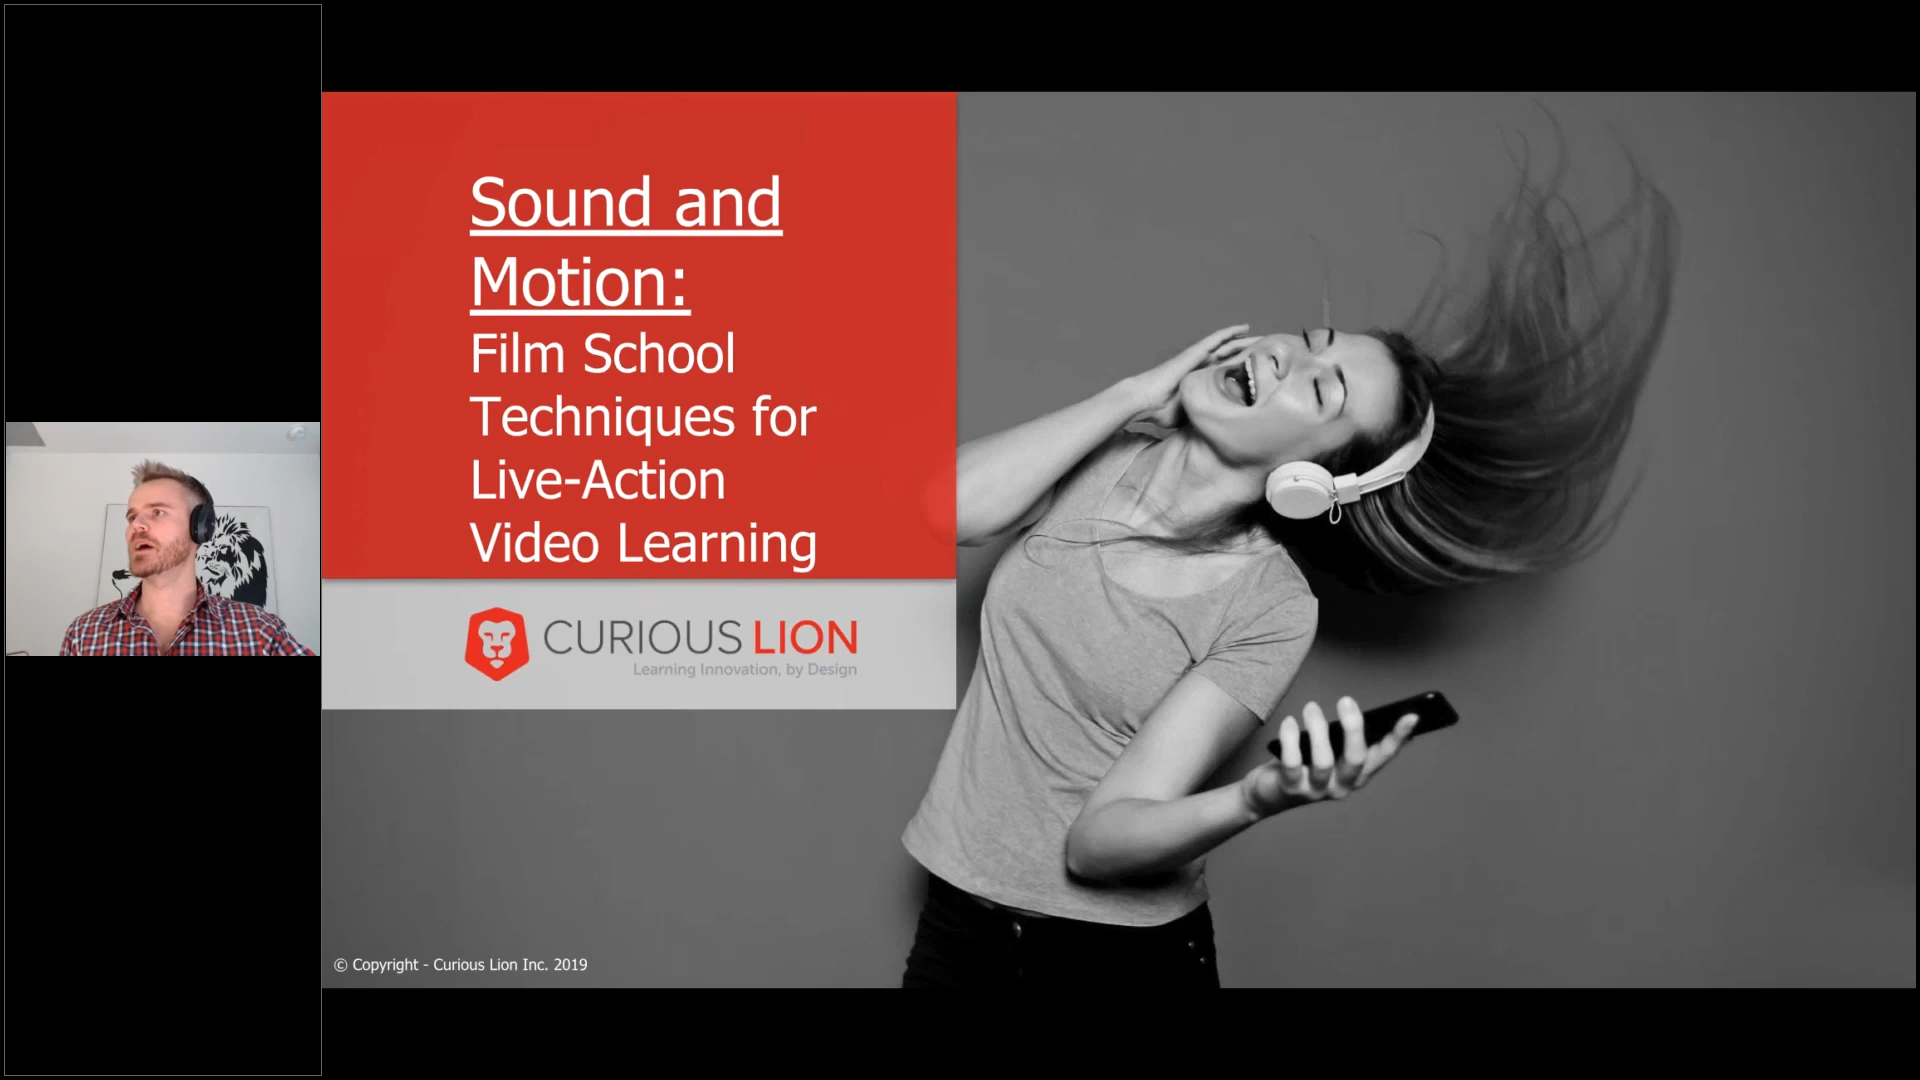 Sound and
Motion:
Film School
Techniques for
Live-Action
Video Learning
CURIOUS LION
Learning Innovation, by Design
© Copyright - Curious Lion Inc. 2019